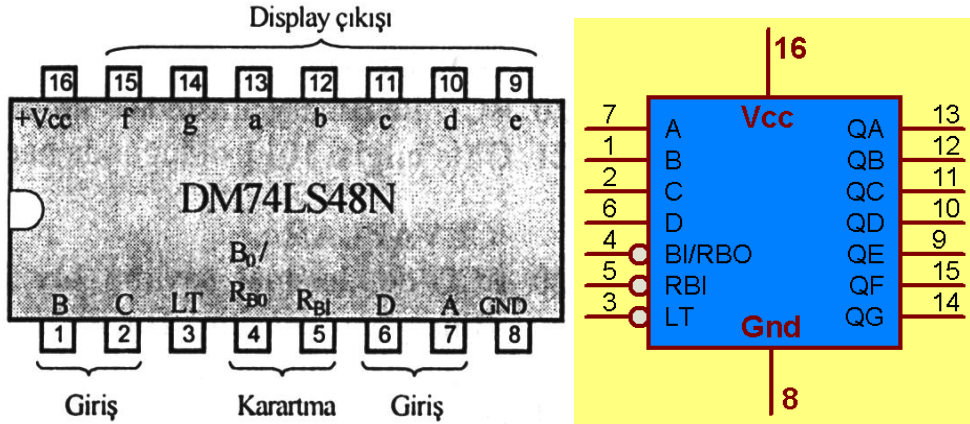 Display çıkışı
16 15 14 13 12 11 10 9
+Vcc f g a b c d e
DM74LS48N
B₀/
B C LT R_B0 R_BI D A GND
1 2 3 4 5 6 7 8
Giriş Karartma Giriş
16
Vcc
7 A QA 13
1 B QB 12
2 C QC 11
6 D QD 10
4 BI/RBO QE 9
5 RBI QF 15
3 LT QG 14
Gnd
8